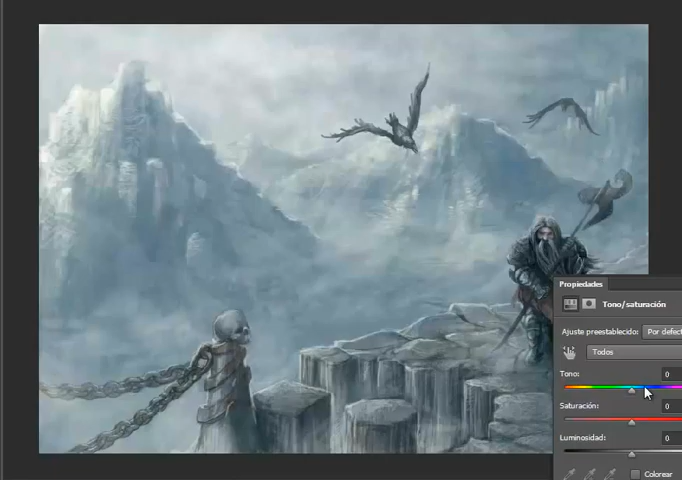 Propiedades
Tono/saturación
Ajuste preestablecido: Por defect
Todos
Tono: 0
Saturación: 0
Luminosidad: 0
Colorear